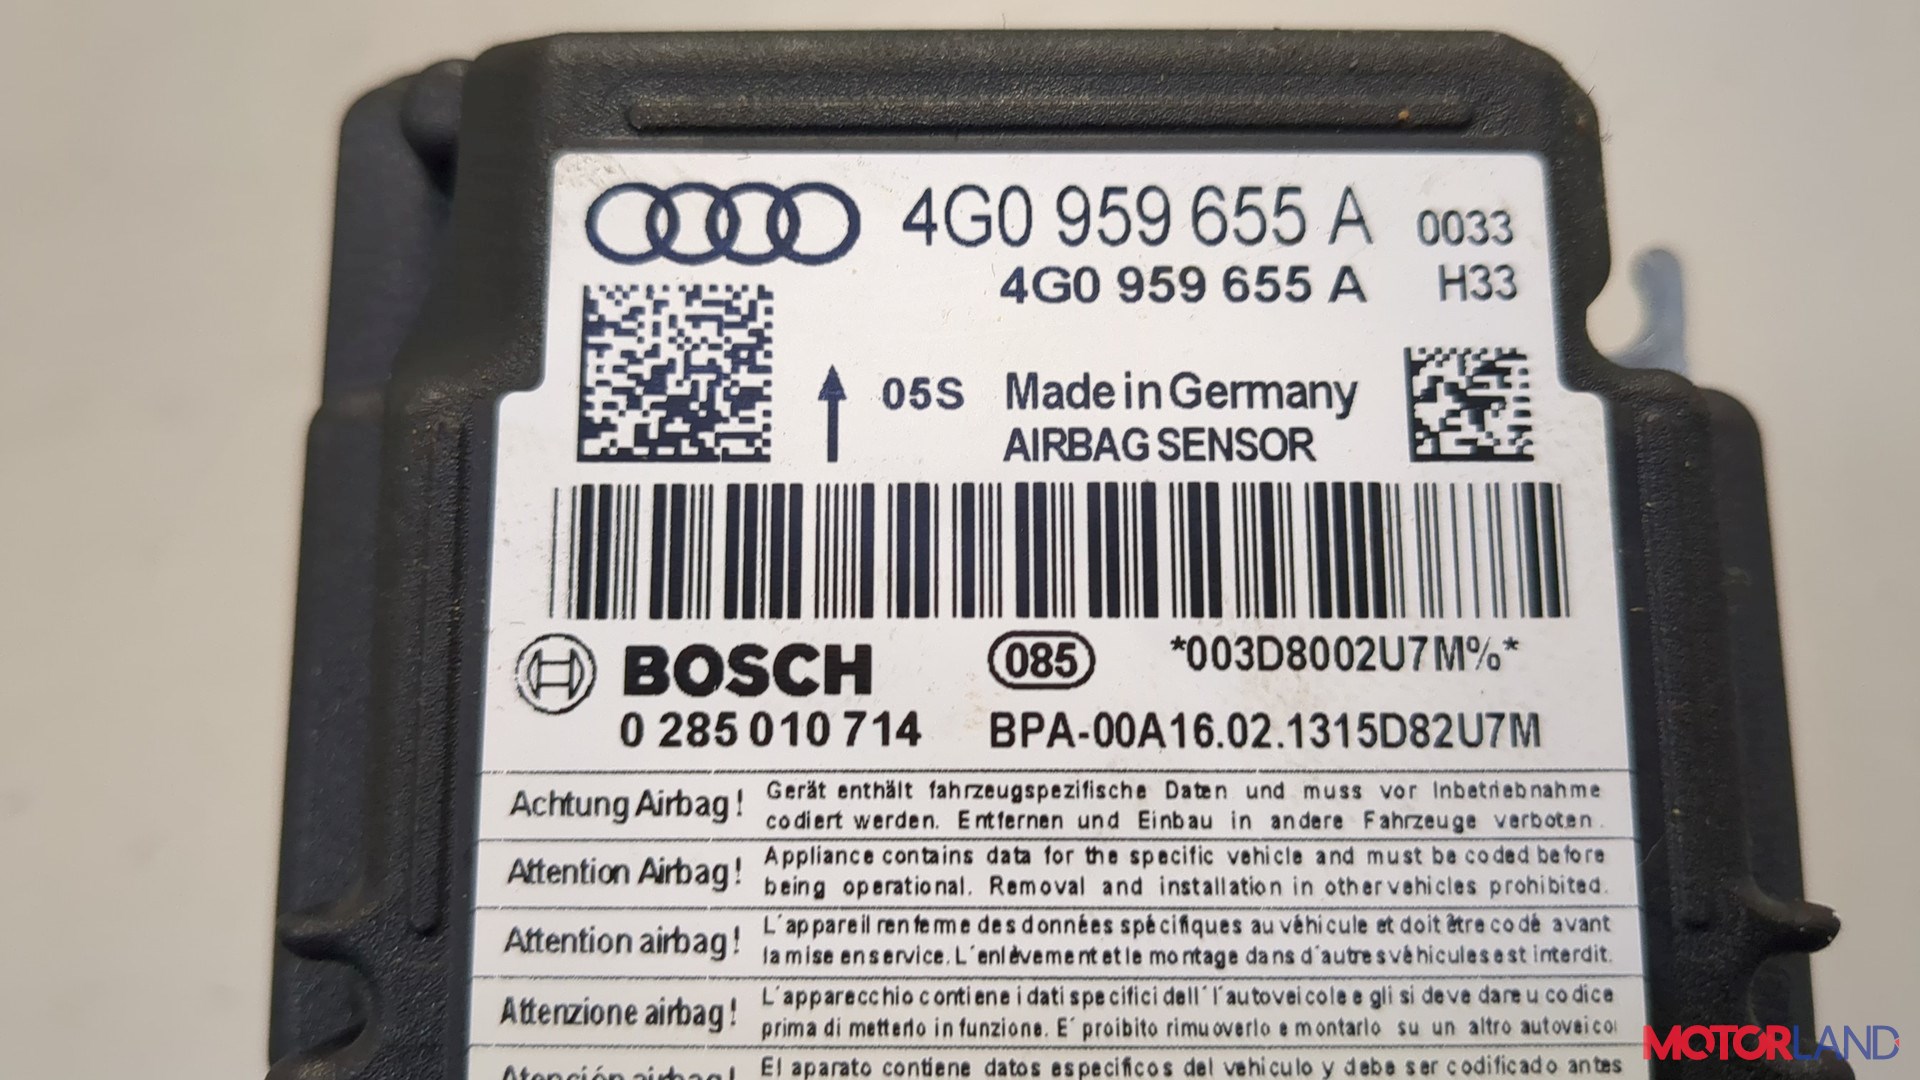 4G0 959 655 A 0033
4G0 959 655 A H33
05S Made in Germany
AIRBAG SENSOR
BOSCH 085 *003D8002U7M%*
0 285 010 714 BPA-00A16.02.1315D82U7M
Achtung Airbag! Gerät enthält fahrzeugspezifische Daten und muss vor Inbetriebnahme
codiert werden. Entfernen und Einbau in andere Fahrzeuge verboten.
Attention Airbag! Appliance contains data for the specific vehicle and must be coded before
being operational. Removal and installation in other vehicles prohibited.
Attention airbag! L'appareil renferme des données spécifiques au véhicule et doit être codé avant
la mise en service. L'enlèvement et le montage dans d'autres véhicules est interdit.
Attenzione airbag! L'apparecchio contiene i dati specifici dell' l'autoveicolo e gli si deve dare u codice
prima di metterlo in funzione. E' proibito rimuoverlo e montarlo su un altro autoveicol
Atención airbag! El aparato contiene datos especificos del vehiculo y debe ser codificado antes
MOTORLAND